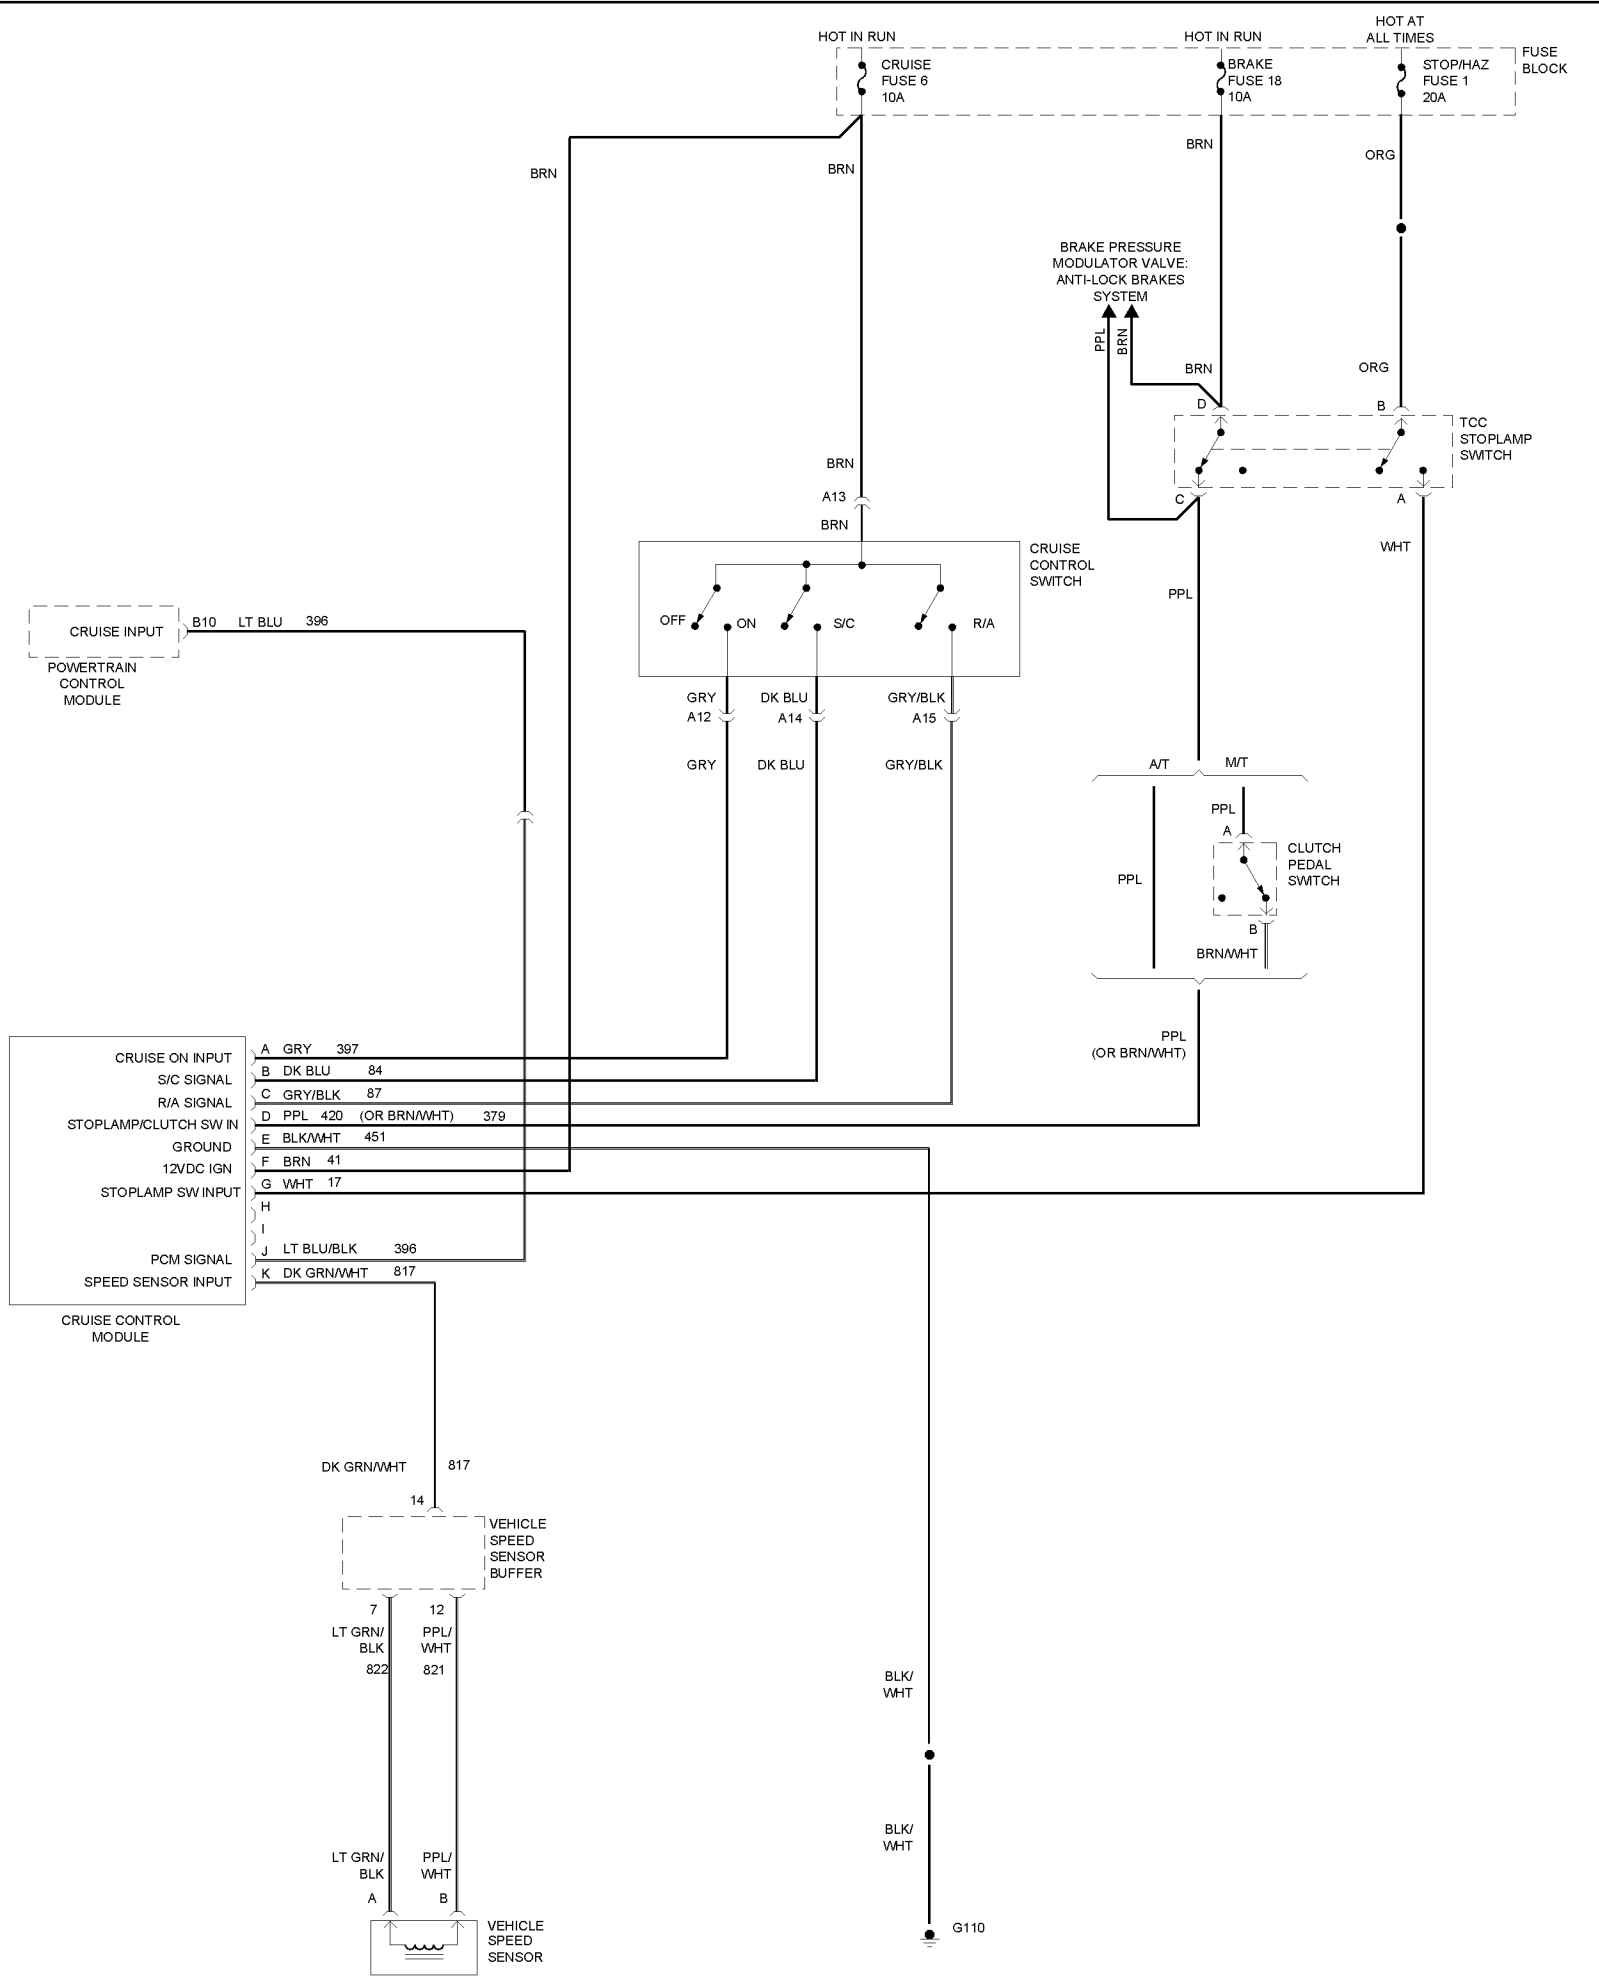 HOT IN RUN
HOT IN RUN
HOT AT
ALL TIMES
CRUISE
FUSE 6
10A
BRAKE
FUSE 18
10A
STOP/HAZ
FUSE 1
20A
FUSE
BLOCK
BRN
BRN
BRN
ORG
BRAKE PRESSURE
MODULATOR VALVE:
ANTI-LOCK BRAKES
SYSTEM
PPL
BRN
BRN
ORG
D
B
TCC
STOPLAMP
SWITCH
C
A
BRN
A13
BRN
WHT
CRUISE
CONTROL
SWITCH
PPL
OFF
ON
S/C
R/A
CRUISE INPUT
B10
LT BLU
396
POWERTRAIN
CONTROL
MODULE
GRY
DK BLU
GRY/BLK
A12
A14
A15
GRY
DK BLU
GRY/BLK
A/T
M/T
PPL
A
CLUTCH
PEDAL
SWITCH
PPL
B
BRN/WHT
PPL
(OR BRN/WHT)
CRUISE ON INPUT
A GRY 397
S/C SIGNAL
B DK BLU 84
R/A SIGNAL
C GRY/BLK 87
STOPLAMP/CLUTCH SW IN
D PPL 420 (OR BRN/WHT) 379
GROUND
E BLK/WHT 451
12VDC IGN
F BRN 41
STOPLAMP SW INPUT
G WHT 17
H
I
PCM SIGNAL
J LT BLU/BLK 396
SPEED SENSOR INPUT
K DK GRN/WHT 817
CRUISE CONTROL
MODULE
DK GRN/WHT
817
14
VEHICLE
SPEED
SENSOR
BUFFER
7
12
LT GRN/
BLK
822
PPL/
WHT
821
BLK/
WHT
BLK/
WHT
LT GRN/
BLK
PPL/
WHT
A
B
VEHICLE
SPEED
SENSOR
G110